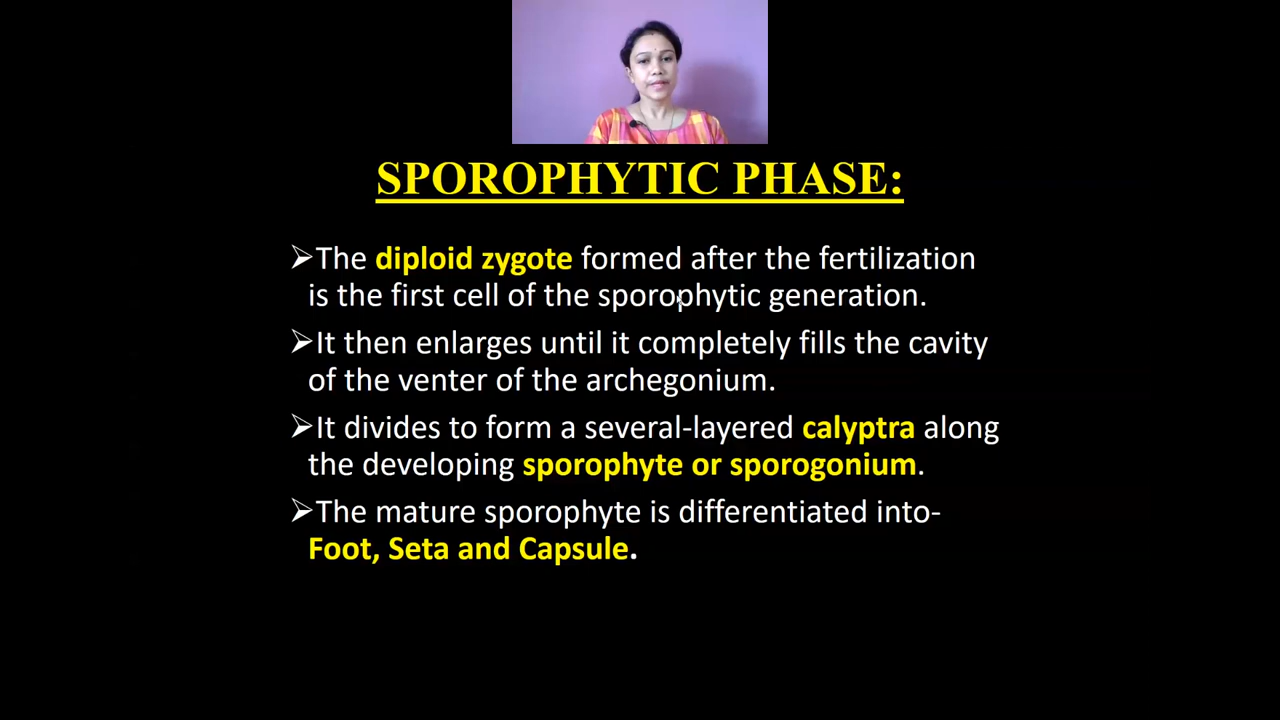 SPOROPHYTIC PHASE:
➢The diploid zygote formed after the fertilization
is the first cell of the sporophytic generation.
➢It then enlarges until it completely fills the cavity
of the venter of the archegonium.
➢It divides to form a several-layered calyptra along
the developing sporophyte or sporogonium.
➢The mature sporophyte is differentiated into-
Foot, Seta and Capsule.